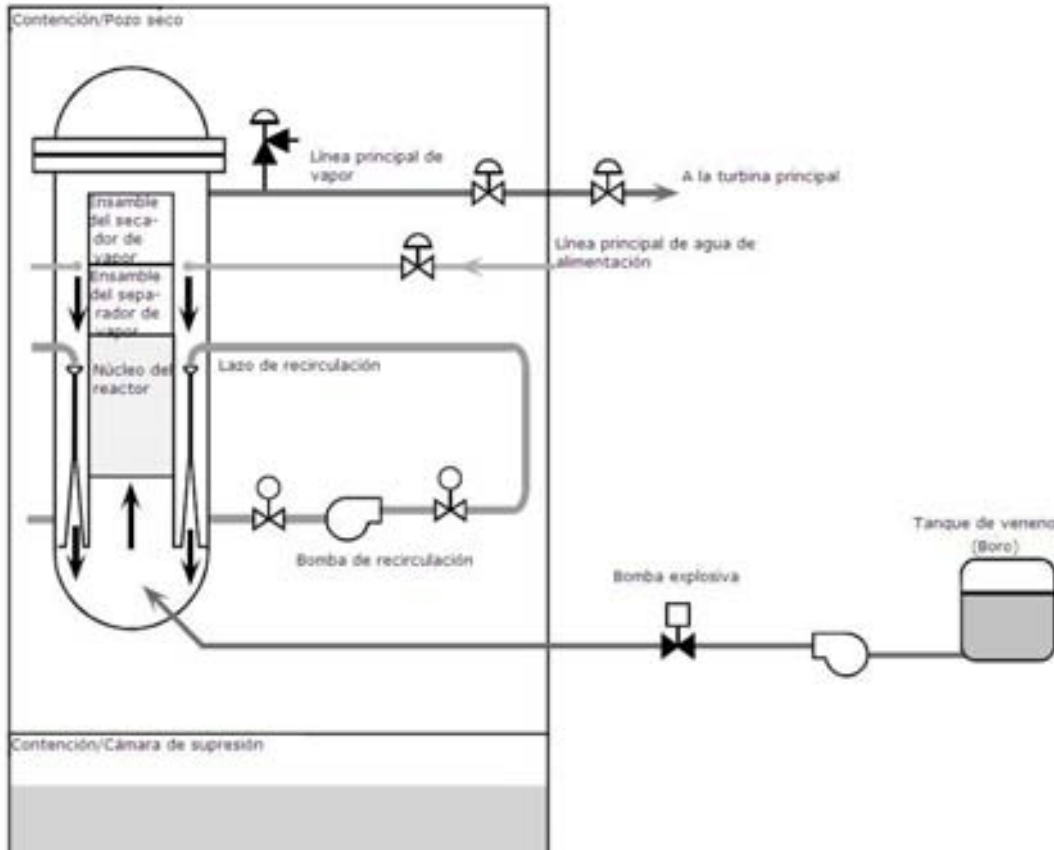 Contención/Pozo seco
Línea principal de
vapor
A la turbina principal
Ensamble
del seca-
dor de
vapor
Línea principal de agua de
alimentación
Ensamble
del sepa-
rador de
vapor
Núcleo del
reactor
Lazo de recirculación
Bomba de recirculación
Tanque de veneno
(Boro)
Bomba explosiva
Contención/Cámara de supresión